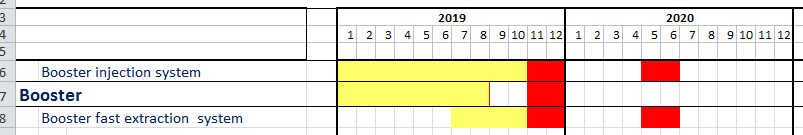 3 2019 2020
4 1 2 3 4 5 6 7 8 9 10 11 12 1 2 3 4 5 6 7 8 9 10 11 12
5
6 Booster injection system
7 Booster
8 Booster fast extraction system